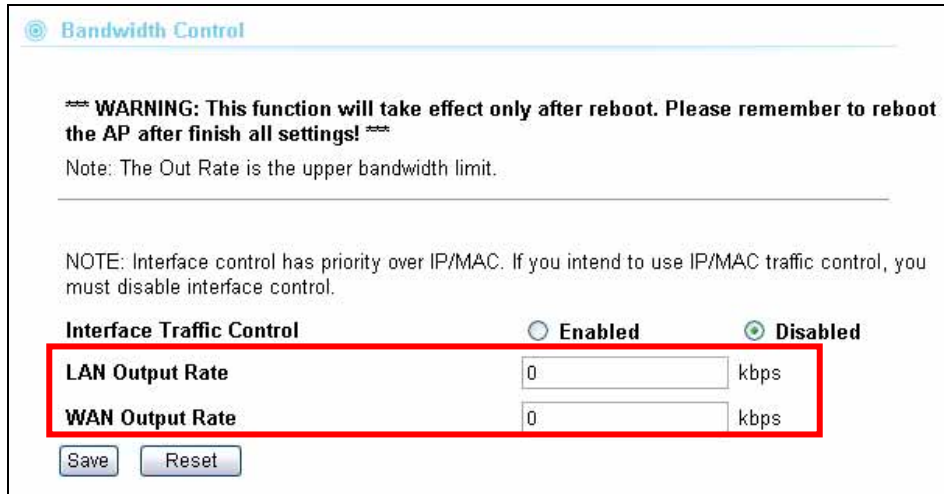 Bandwidth Control
*** WARNING: This function will take effect only after reboot. Please remember to reboot
the AP after finish all settings! ***
Note: The Out Rate is the upper bandwidth limit.
NOTE: Interface control has priority over IP/MAC. If you intend to use IP/MAC traffic control, you
must disable interface control.
Interface Traffic Control Enabled Disabled
LAN Output Rate 0 kbps
WAN Output Rate 0 kbps
Save Reset